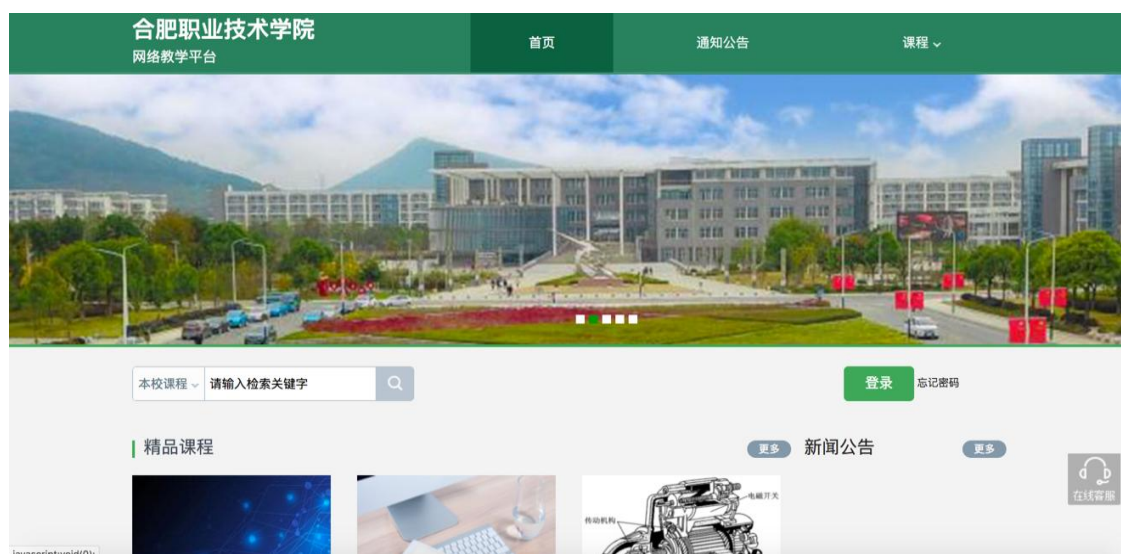 合肥职业技术学院
网络教学平台
首页
通知公告
课程
本校课程
请输入检索关键字
登录
忘记密码
精品课程
更多
新闻公告
更多
电磁开关
传动机构
在线客服
javascript:void(0);